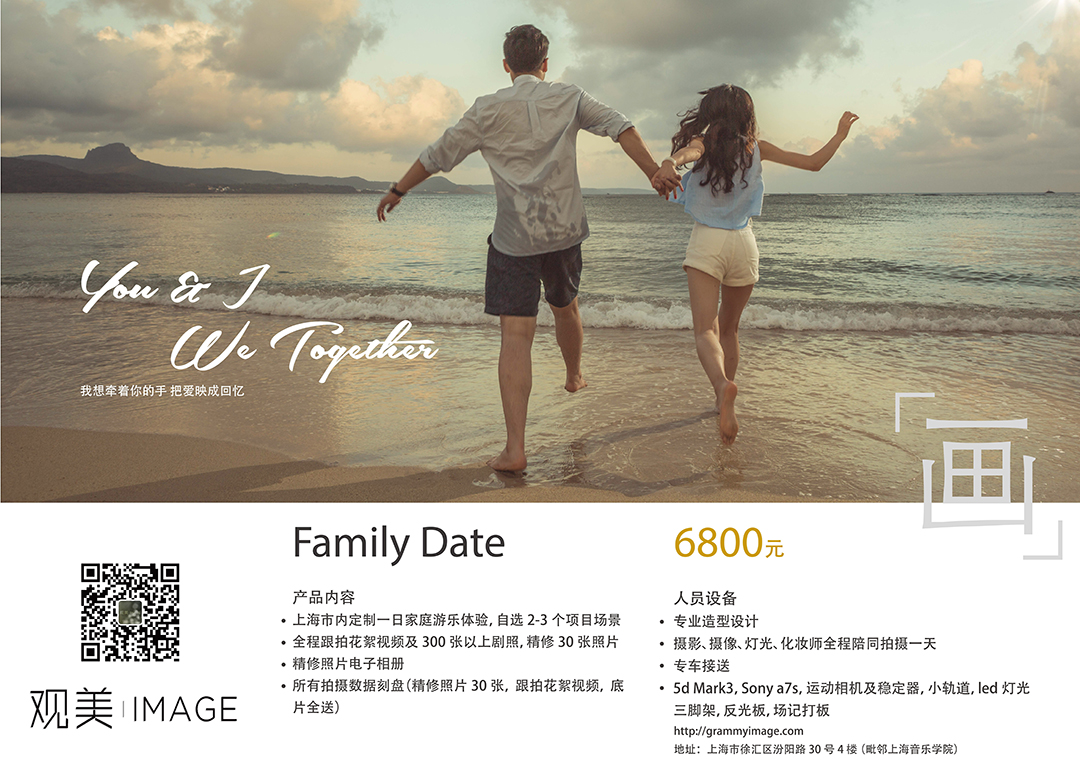 You & I
We Together
我想牵着你的手 把爱映成回忆
画
Family Date
产品内容
• 上海市内定制一日家庭游乐体验, 自选 2-3 个项目场景
• 全程跟拍花絮视频及 300 张以上剧照, 精修 30 张照片
• 精修照片电子相册
• 所有拍摄数据刻盘(精修照片 30 张, 跟拍花絮视频, 底
片全送)
6800元
人员设备
• 专业造型设计
• 摄影、摄像、灯光、化妆师全程陪同拍摄一天
• 专车接送
• 5d Mark3, Sony a7s, 运动相机及稳定器, 小轨道, led 灯光
三脚架, 反光板, 场记打板
http://grammyimage.com
地址: 上海市徐汇区汾阳路 30 号 4 楼 (毗邻上海音乐学院)
观美 | IMAGE